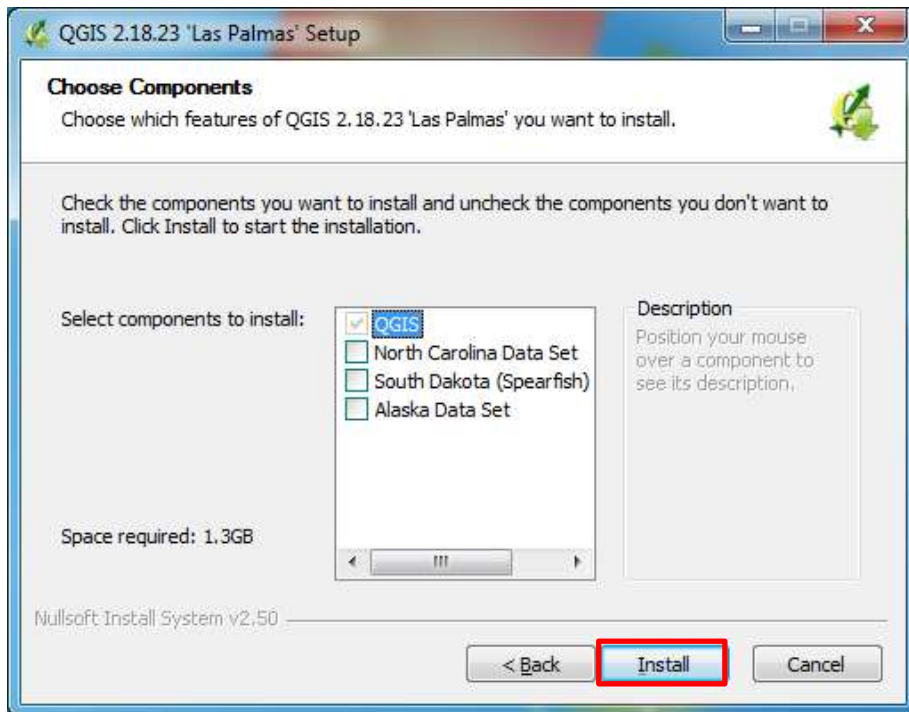 QGIS 2.18.23 'Las Palmas' Setup
Choose Components
Choose which features of QGIS 2.18.23 'Las Palmas' you want to install.
Check the components you want to install and uncheck the components you don't want to
install. Click Install to start the installation.
Select components to install:
QGIS
North Carolina Data Set
South Dakota (Spearfish)
Alaska Data Set
Description
Position your mouse
over a component to
see its description.
Space required: 1.3GB
Nullsoft Install System v2.50
< Back
Install
Cancel